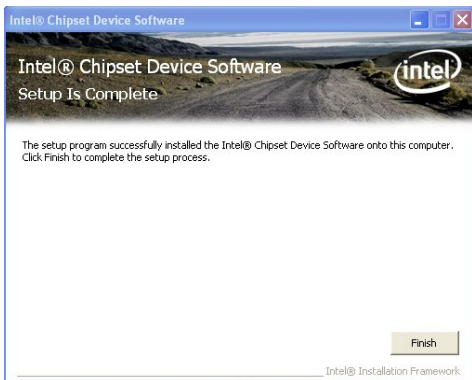 Intel® Chipset Device Software
Intel® Chipset Device Software
Setup Is Complete
intel
The setup program successfully installed the Intel® Chipset Device Software onto this computer.
Click Finish to complete the setup process.
Finish
Intel® Installation Framework